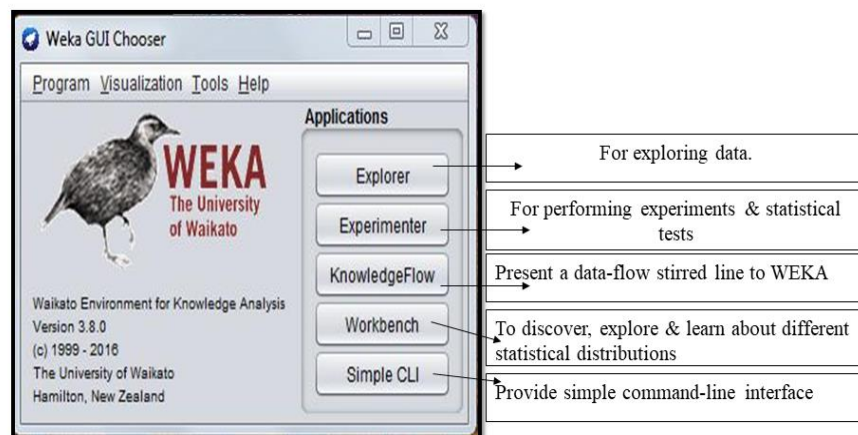 Weka GUI Chooser
Program Visualization Tools Help
WEKA
The University
of Waikato
Waikato Environment for Knowledge Analysis
Version 3.8.0
(c) 1999 - 2016
The University of Waikato
Hamilton, New Zealand
Applications
Explorer
Experimenter
KnowledgeFlow
Workbench
Simple CLI
For exploring data.
For performing experiments & statistical
tests
Present a data-flow stirred line to WEKA
To discover, explore & learn about different
statistical distributions
Provide simple command-line interface